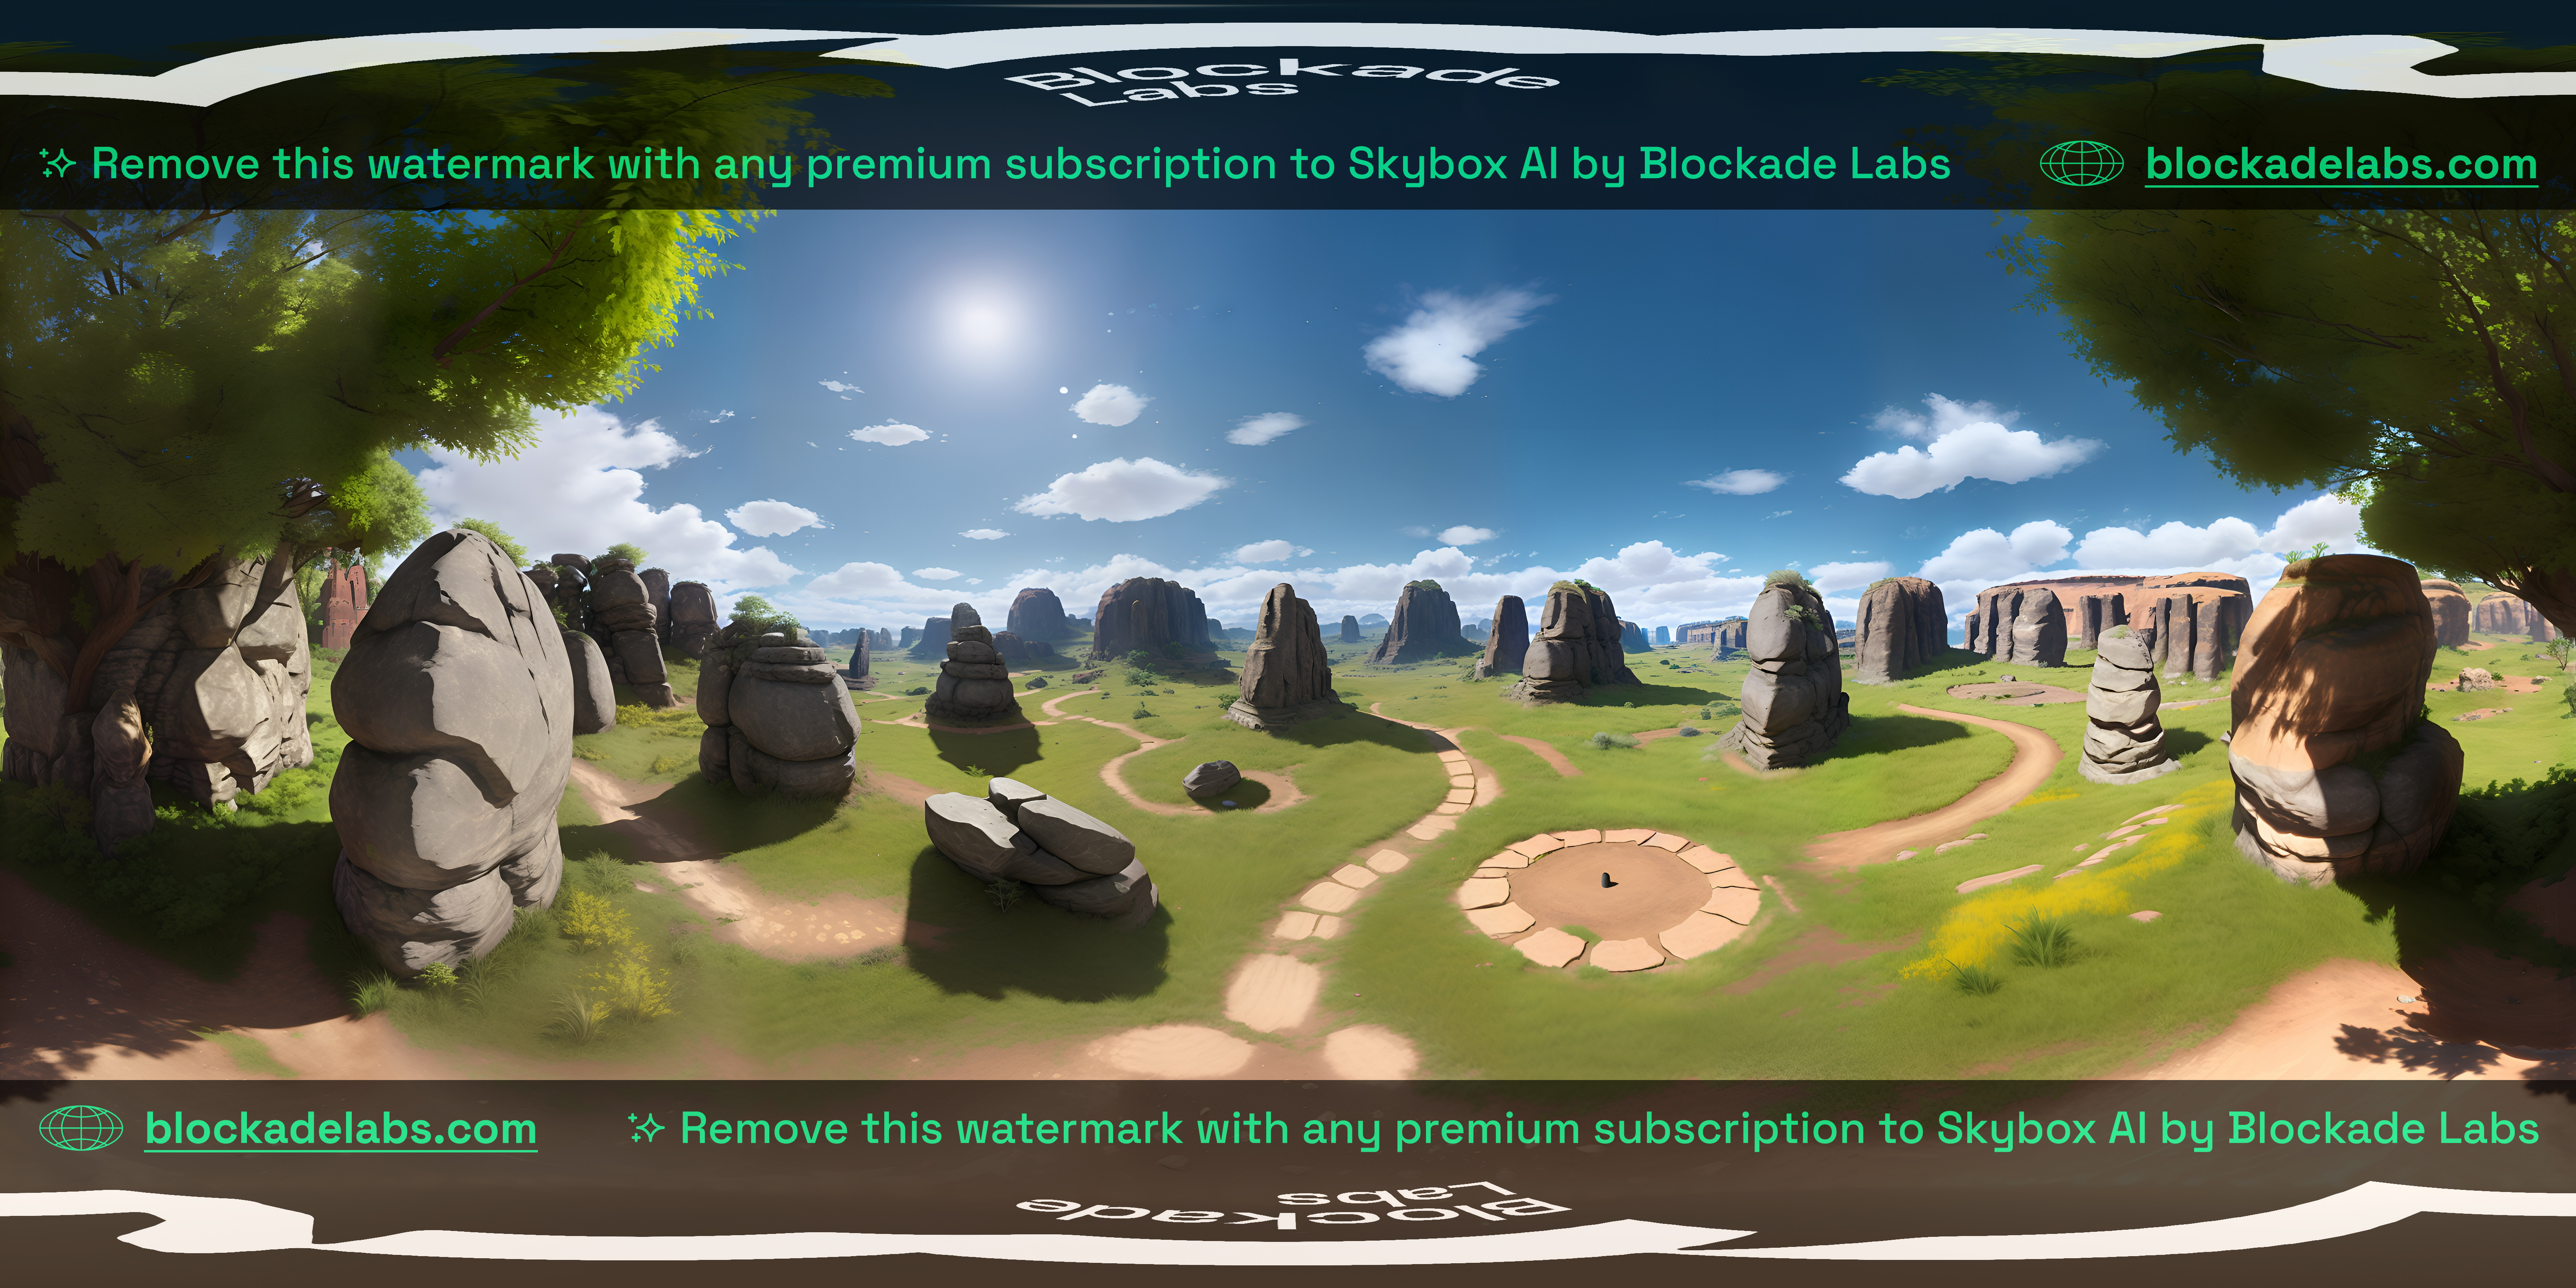 Blockade
Labs
Remove this watermark with any premium subscription to Skybox AI by Blockade Labs
blockadelabs.com
blockadelabs.com
Remove this watermark with any premium subscription to Skybox AI by Blockade Labs
Labs
Blockade